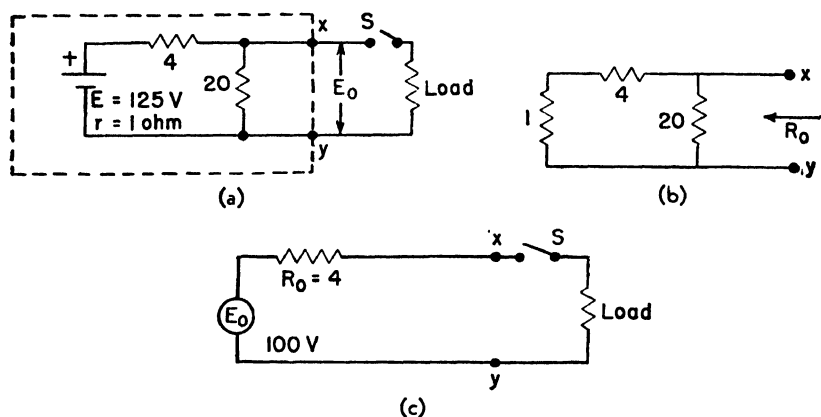 x
S
+
4
20
E₀
Load
E = 125 V
r = 1 ohm
y
(a)
x
4
1
20
R₀
y
(b)
x
S
R₀ = 4
E₀
Load
100 V
y
(c)